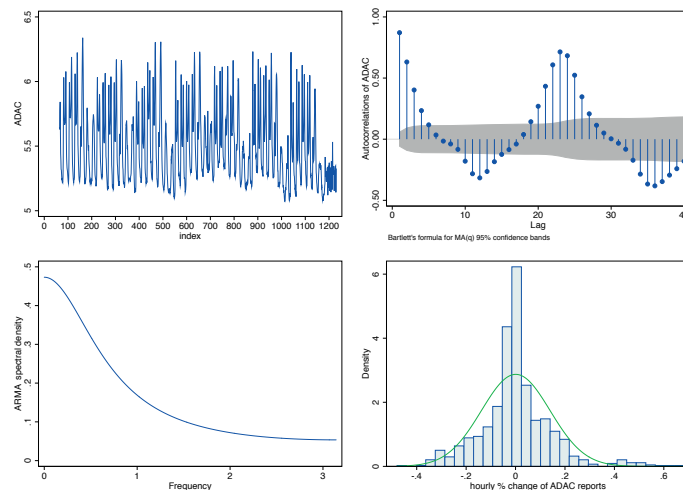 6.5
6
5.5
5
ADAC
0 100 200 300 400 500 600 700 800 900 1000 1100 1200
index
1.00
0.50
0.00
-0.50
Autocorrelations of ADAC
0 10 20 30 40
Lag
Bartlett's formula for MA(q) 95% confidence bands
.5
.4
.3
.2
.1
0
ARMA spectral density
0 1 2 3
Frequency
6
4
2
0
Density
-.4 -.2 0 .2 .4 .6
hourly % change of ADAC reports